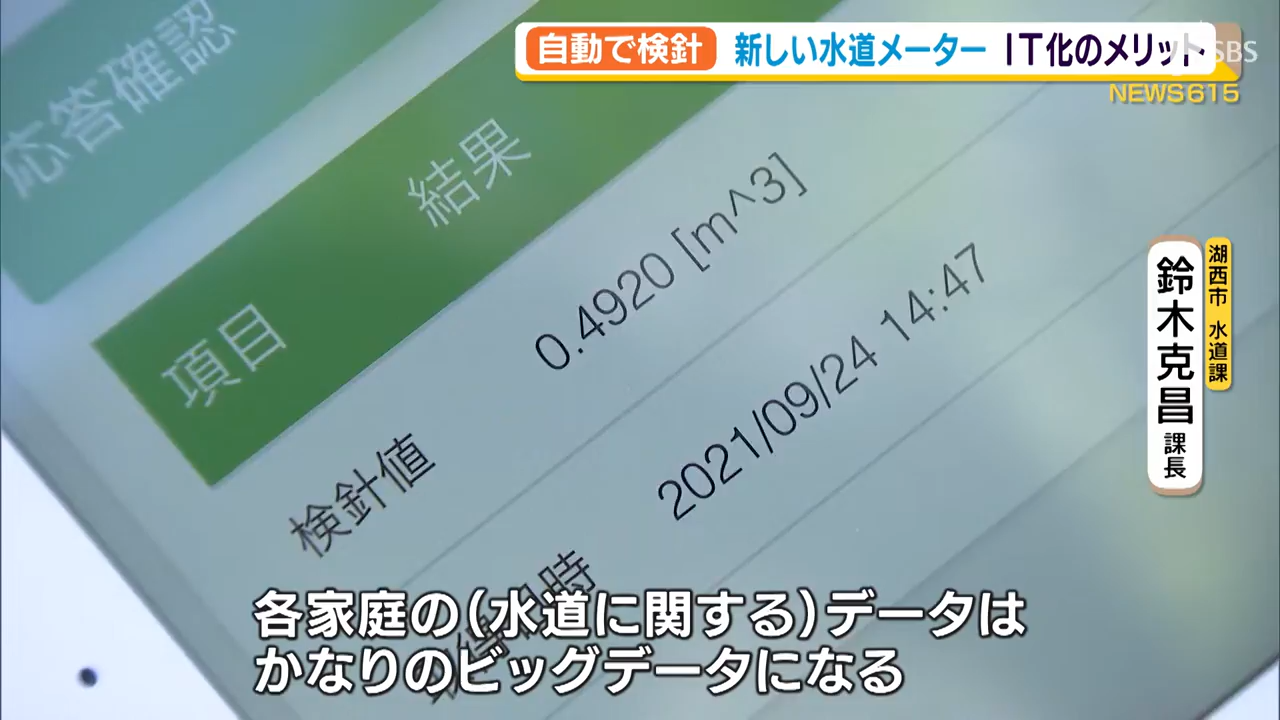 自動で検針 新しい水道メーター IT化のメリット
SBS
NEWS615
応答確認
項目 結果
検針値 0.4920 [m^3]
2021/09/24 14:47
湖西市 水道課
鈴木克昌 課長
各家庭の(水道に関する)データは
かなりのビッグデータになる